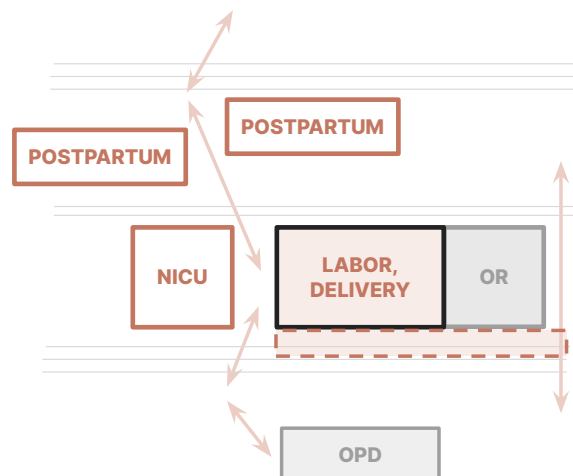 POSTPARTUM
POSTPARTUM
NICU
LABOR,
DELIVERY
OR
OPD